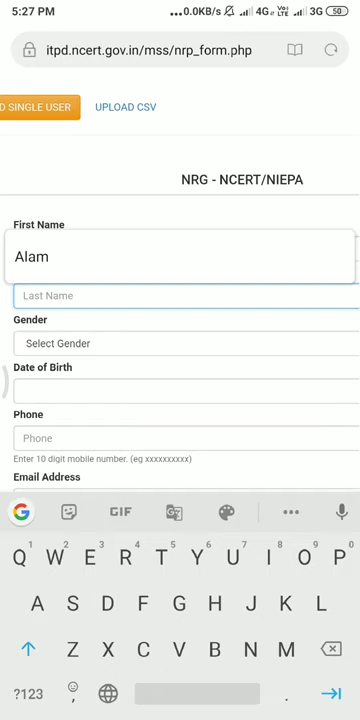 5:27 PM ...0.0KB/s 4G Vo) LTE 3G 50
itpd.ncert.gov.in/mss/nrp_form.php
D SINGLE USER UPLOAD CSV
NRG - NCERT/NIEPA
First Name
Alam
Last Name
Gender
Select Gender
Date of Birth
Phone
Phone
Enter 10 digit mobile number. (eg xxxxxxxxxx)
Email Address
G GIF G
1 2 3 4 5 6 7 8 9 0
Q W E R T Y U I O P
A S D F G H J K L
Z X C V B N M
?123 , .